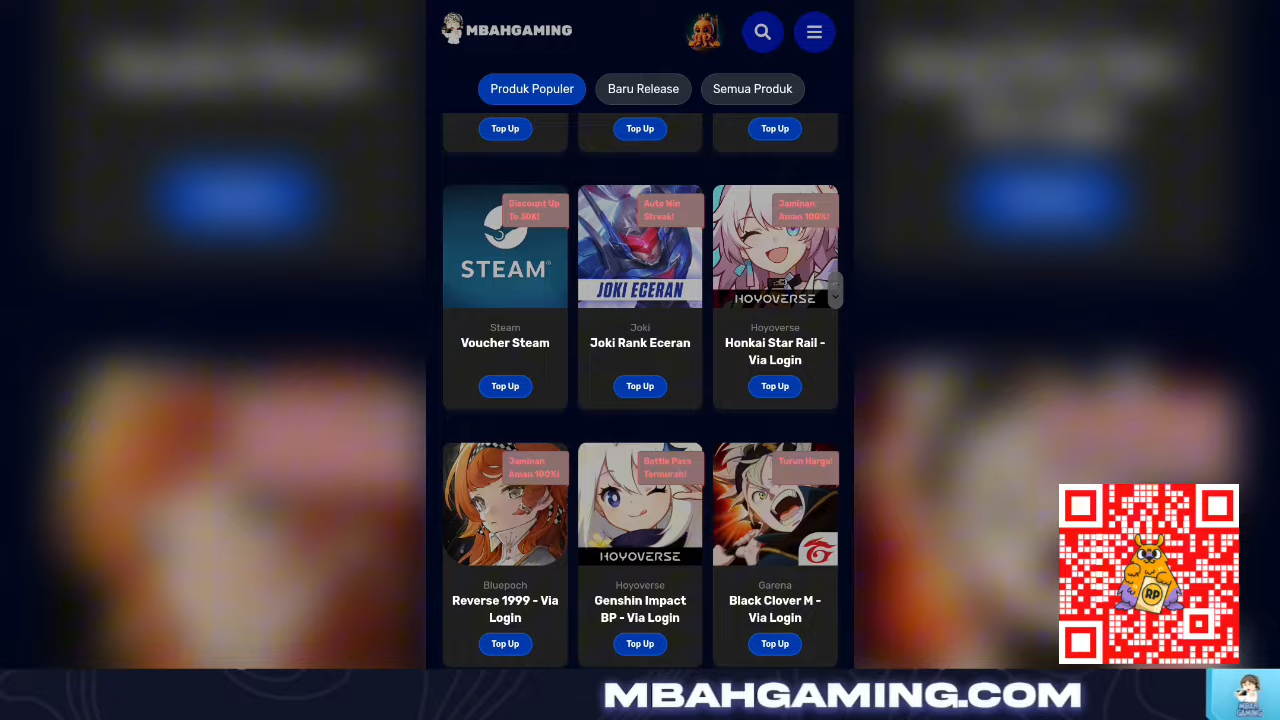 MBAHGAMING
Produk Populer
Baru Release
Semua Produk
Top Up
Top Up
Top Up
Discount Up
To 30K!
STEAM®
Auto Win
Streak!
JOKI ECERAN
Jaminan
Aman 100%!
HOYOVERSE
Steam
Voucher Steam
Top Up
Joki
Joki Rank Eceran
Top Up
Hoyoverse
Honkai Star Rail -
Via Login
Top Up
Jaminan
Aman 100%!
Battle Pass
Termurah!
HOYOVERSE
Turun Harga!
Bluepoch
Reverse 1999 - Via
Login
Top Up
Hoyoverse
Genshin Impact
BP - Via Login
Top Up
Garena
Black Clover M -
Via Login
Top Up
RP
MBAHGAMING.COM
MBAH
GAMING